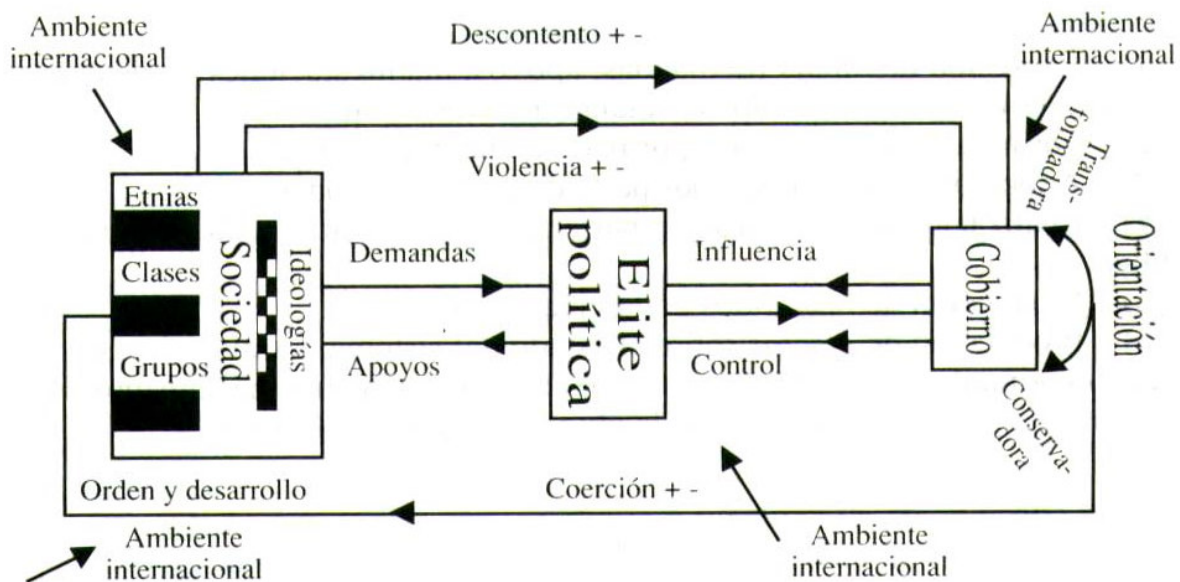 Ambiente
internacional
Descontento + -
Ambiente
internacional
Violencia + -
Trans-
formadora
Etnias
Clases
Grupos
Sociedad
Ideologías
Demandas
Apoyos
Elite
política
Influencia
Control
Gobierno
Orientación
Conserva-
dora
Orden y desarrollo
Coerción + -
Ambiente
internacional
Ambiente
internacional